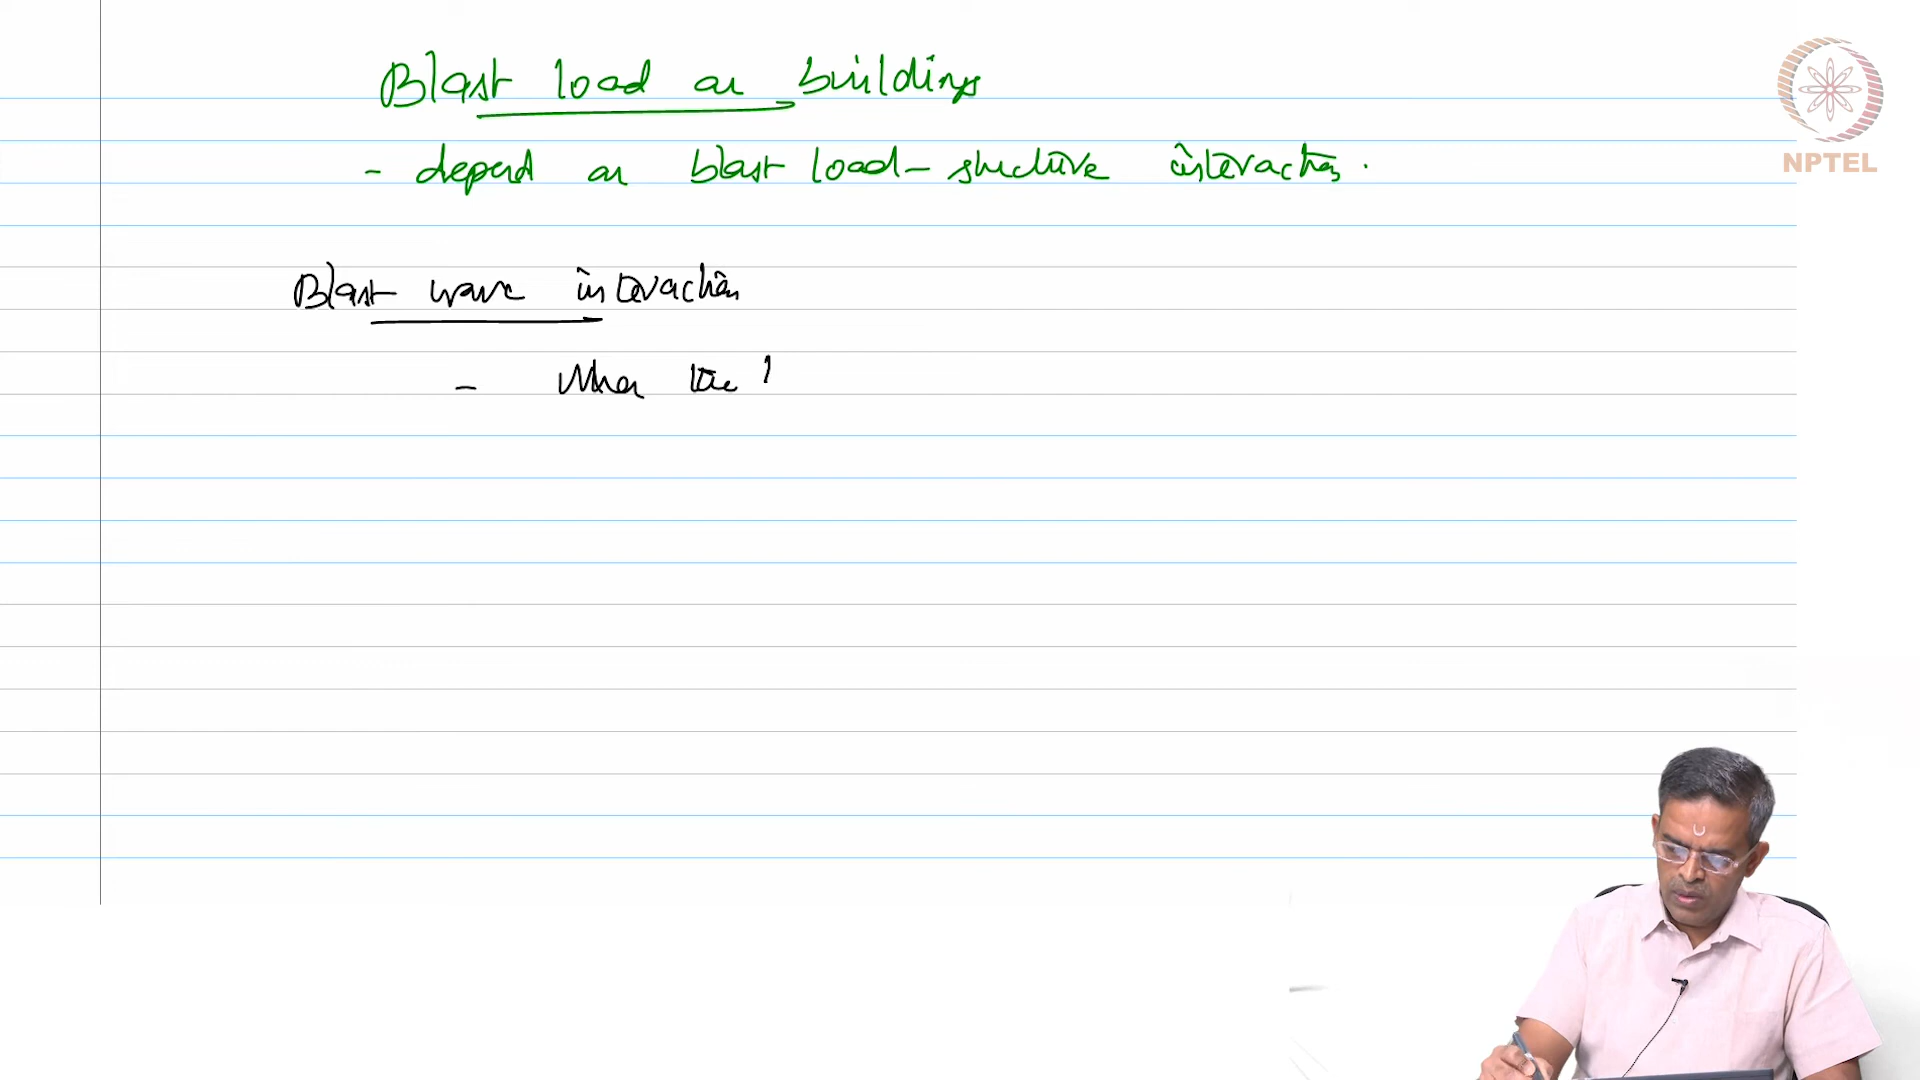 Blast load on buildings
- depend on blast load - structure interaction.
Blast wave interaction
- When the
NPTEL